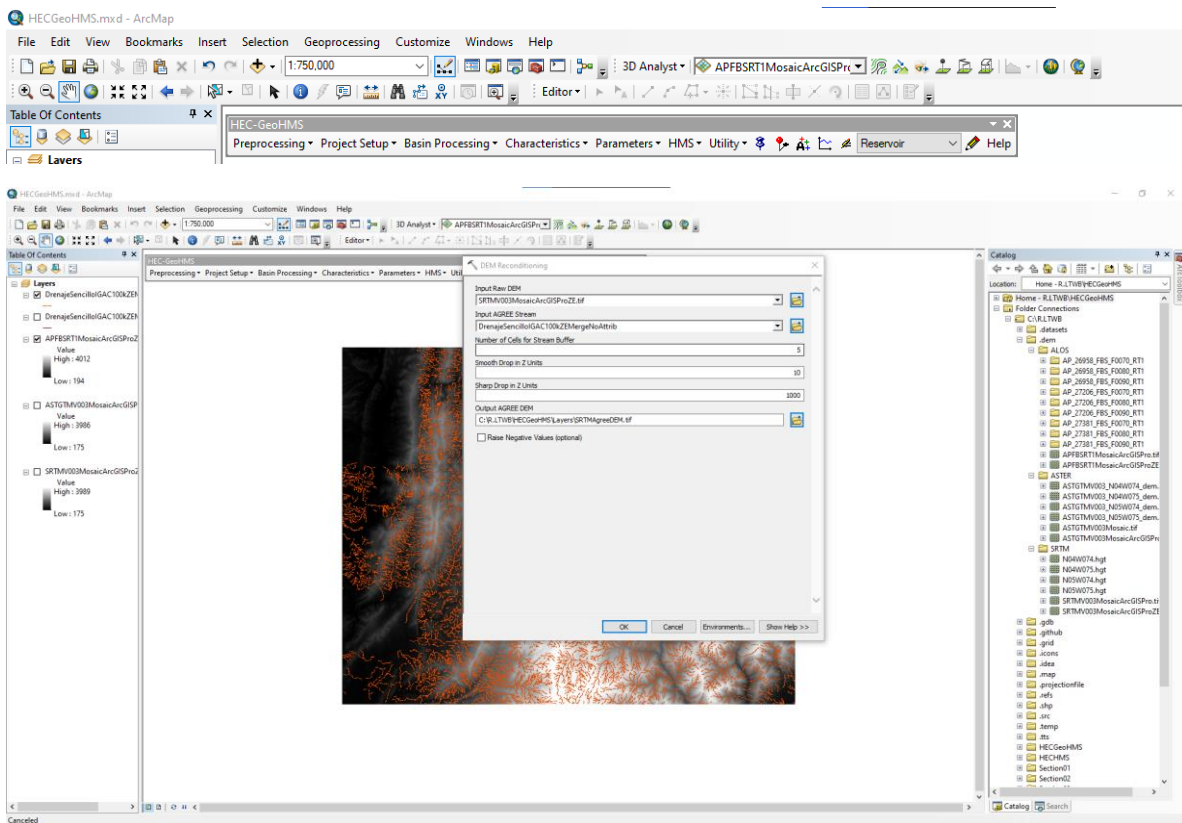 HECGeoHMS.mxd - ArcMap
File Edit View Bookmarks Insert Selection Geoprocessing Customize Windows Help
1:750,000 3D Analyst APFBSRT1MosaicArcGISPro
Editor
Table Of Contents
HEC-GeoHMS
Preprocessing Project Setup Basin Processing Characteristics Parameters HMS Utility Reservoir Help
Layers
HECGeoHMS.mxd - ArcMap
File Edit View Bookmarks Insert Selection Geoprocessing Customize Windows Help
1:750,000 3D Analyst APFBSRT1MosaicArcGISPro
Editor
Table Of Contents
Layers
DrenajeSencilloIGAC100kZEM
DrenajeSencilloIGAC100kZEM
APFBSRT1MosaicArcGISProZ
Value
High : 4012
Low : 194
ASTGTMV003MosaicArcGISP
Value
High : 3986
Low : 175
SRTMV003MosaicArcGISProZ
Value
High : 3989
Low : 175
HEC-GeoHMS
Preprocessing Project Setup Basin Processing Characteristics Parameters HMS Util
DEM Reconditioning
Input Raw DEM
SRTMV003MosaicArcGISProZE.tif
Input AGREE Stream
DrenajeSencilloIGAC100kZEMergeNoAttrib
Number of Cells for Stream Buffer
5
Smooth Drop in Z Units
10
Sharp Drop in Z Units
1000
Output AGREE DEM
C:\R.LTWB\HECGeoHMS\Layers\SRTMAgreeDEM.tif
Raise Negative Values (optional)
OK Cancel Environments... Show Help >>
Catalog
Location: Home - R.LTWB\HECGeoHMS
Home - R.LTWB\HECGeoHMS
Folder Connections
C:\R.LTWB
.datasets
.dem
ALOS
AP_26958_FBS_F0070_RT1
AP_26958_FBS_F0080_RT1
AP_26958_FBS_F0090_RT1
AP_27206_FBS_F0070_RT1
AP_27206_FBS_F0080_RT1
AP_27206_FBS_F0090_RT1
AP_27381_FBS_F0070_RT1
AP_27381_FBS_F0080_RT1
AP_27381_FBS_F0090_RT1
APFBSRT1MosaicArcGISPro.tif
APFBSRT1MosaicArcGISProZE
ASTER
ASTGTMV003_N04W074_dem.
ASTGTMV003_N04W075_dem.
ASTGTMV003_N05W074_dem.
ASTGTMV003_N05W075_dem.
ASTGTMV003Mosaic.tif
ASTGTMV003MosaicArcGISPro
SRTM
N04W074.hgt
N04W075.hgt
N05W074.hgt
N05W075.hgt
SRTMV003MosaicArcGISPro.ti
SRTMV003MosaicArcGISProZE
.gdb
.github
.grid
.icons
.idea
.map
.projectionfile
.refs
.shp
.src
.temp
.tts
HECGeoHMS
HECHMS
Section01
Section02
Catalog Search
Canceled